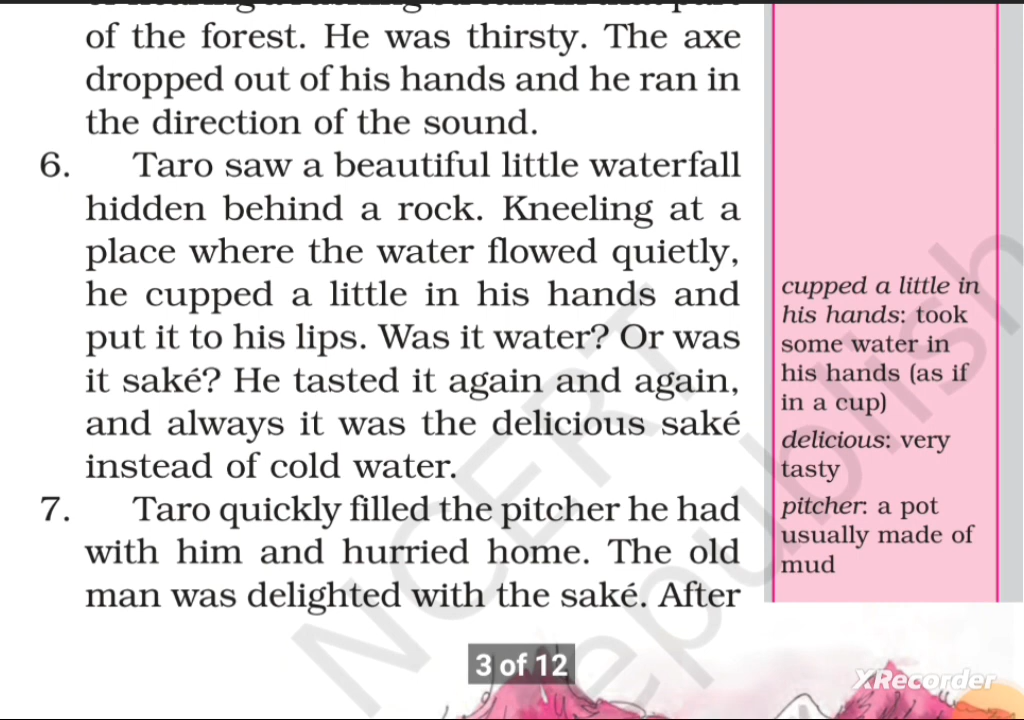 of the forest. He was thirsty. The axe
dropped out of his hands and he ran in
the direction of the sound.
6. Taro saw a beautiful little waterfall
hidden behind a rock. Kneeling at a
place where the water flowed quietly,
he cupped a little in his hands and
put it to his lips. Was it water? Or was
it saké? He tasted it again and again,
and always it was the delicious saké
instead of cold water.
7. Taro quickly filled the pitcher he had
with him and hurried home. The old
man was delighted with the saké. After
cupped a little in
his hands: took
some water in
his hands (as if
in a cup)
delicious: very
tasty
pitcher: a pot
usually made of
mud
NCERT
republish
3 of 12
XRecorder